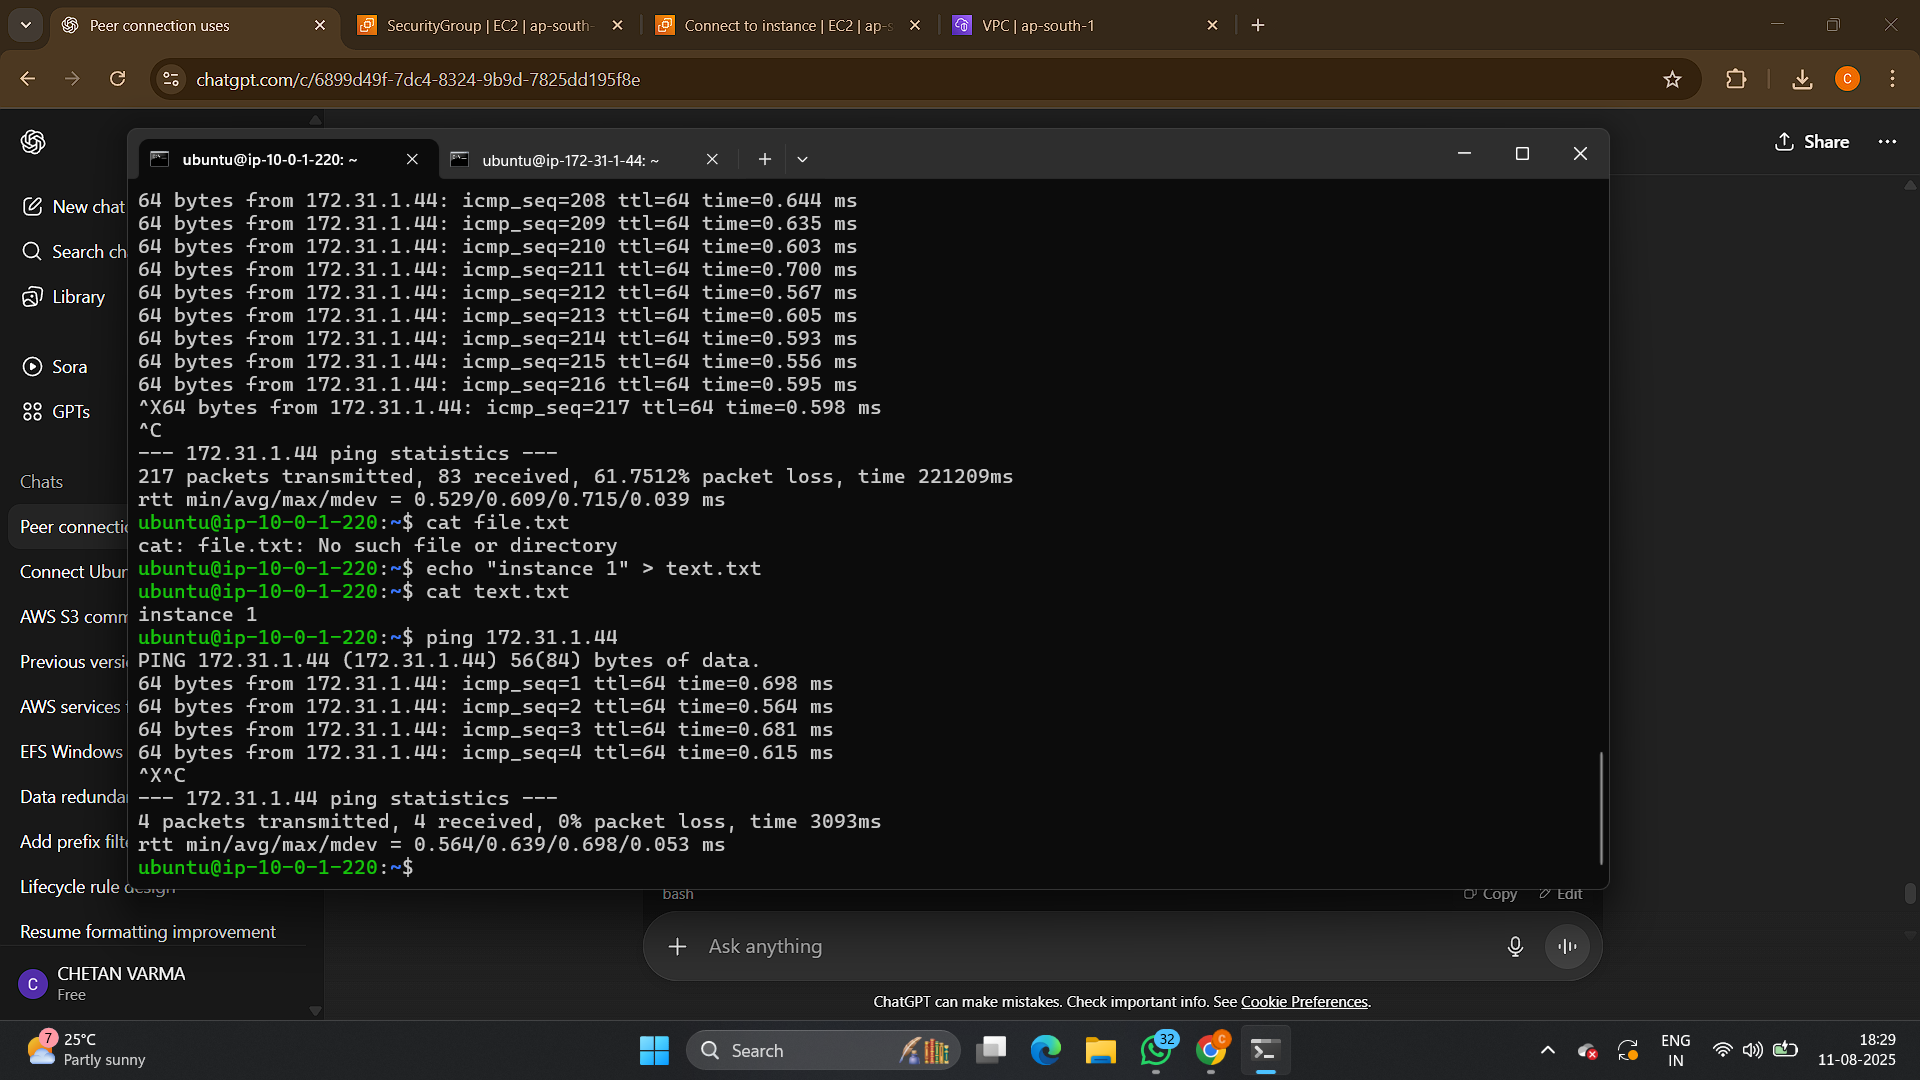 Peer connection uses
SecurityGroup | EC2 | ap-south-
Connect to instance | EC2 | ap-s
VPC | ap-south-1
chatgpt.com/c/6899d49f-7dc4-8324-9b9d-7825dd195f8e
C
Share
New chat
Search ch
Library
Sora
GPTs
Chats
Peer connectio
Connect Ubun
AWS S3 comm
Previous versi
AWS services
EFS Windows
Data redunda
Add prefix filte
Lifecycle rule design
Resume formatting improvement
C
CHETAN VARMA
Free
ubuntu@ip-10-0-1-220: ~
ubuntu@ip-172-31-1-44: ~
64 bytes from 172.31.1.44: icmp_seq=208 ttl=64 time=0.644 ms
64 bytes from 172.31.1.44: icmp_seq=209 ttl=64 time=0.635 ms
64 bytes from 172.31.1.44: icmp_seq=210 ttl=64 time=0.603 ms
64 bytes from 172.31.1.44: icmp_seq=211 ttl=64 time=0.700 ms
64 bytes from 172.31.1.44: icmp_seq=212 ttl=64 time=0.567 ms
64 bytes from 172.31.1.44: icmp_seq=213 ttl=64 time=0.605 ms
64 bytes from 172.31.1.44: icmp_seq=214 ttl=64 time=0.593 ms
64 bytes from 172.31.1.44: icmp_seq=215 ttl=64 time=0.556 ms
64 bytes from 172.31.1.44: icmp_seq=216 ttl=64 time=0.595 ms
^X64 bytes from 172.31.1.44: icmp_seq=217 ttl=64 time=0.598 ms
^C
--- 172.31.1.44 ping statistics ---
217 packets transmitted, 83 received, 61.7512% packet loss, time 221209ms
rtt min/avg/max/mdev = 0.529/0.609/0.715/0.039 ms
ubuntu@ip-10-0-1-220:~$ cat file.txt
cat: file.txt: No such file or directory
ubuntu@ip-10-0-1-220:~$ echo "instance 1" > text.txt
ubuntu@ip-10-0-1-220:~$ cat text.txt
instance 1
ubuntu@ip-10-0-1-220:~$ ping 172.31.1.44
PING 172.31.1.44 (172.31.1.44) 56(84) bytes of data.
64 bytes from 172.31.1.44: icmp_seq=1 ttl=64 time=0.698 ms
64 bytes from 172.31.1.44: icmp_seq=2 ttl=64 time=0.564 ms
64 bytes from 172.31.1.44: icmp_seq=3 ttl=64 time=0.681 ms
64 bytes from 172.31.1.44: icmp_seq=4 ttl=64 time=0.615 ms
^X^C
--- 172.31.1.44 ping statistics ---
4 packets transmitted, 4 received, 0% packet loss, time 3093ms
rtt min/avg/max/mdev = 0.564/0.639/0.698/0.053 ms
ubuntu@ip-10-0-1-220:~$
bash
Copy
Edit
Ask anything
ChatGPT can make mistakes. Check important info. See Cookie Preferences.
7
25°C
Partly sunny
Search
32
C
ENG
IN
18:29
11-08-2025